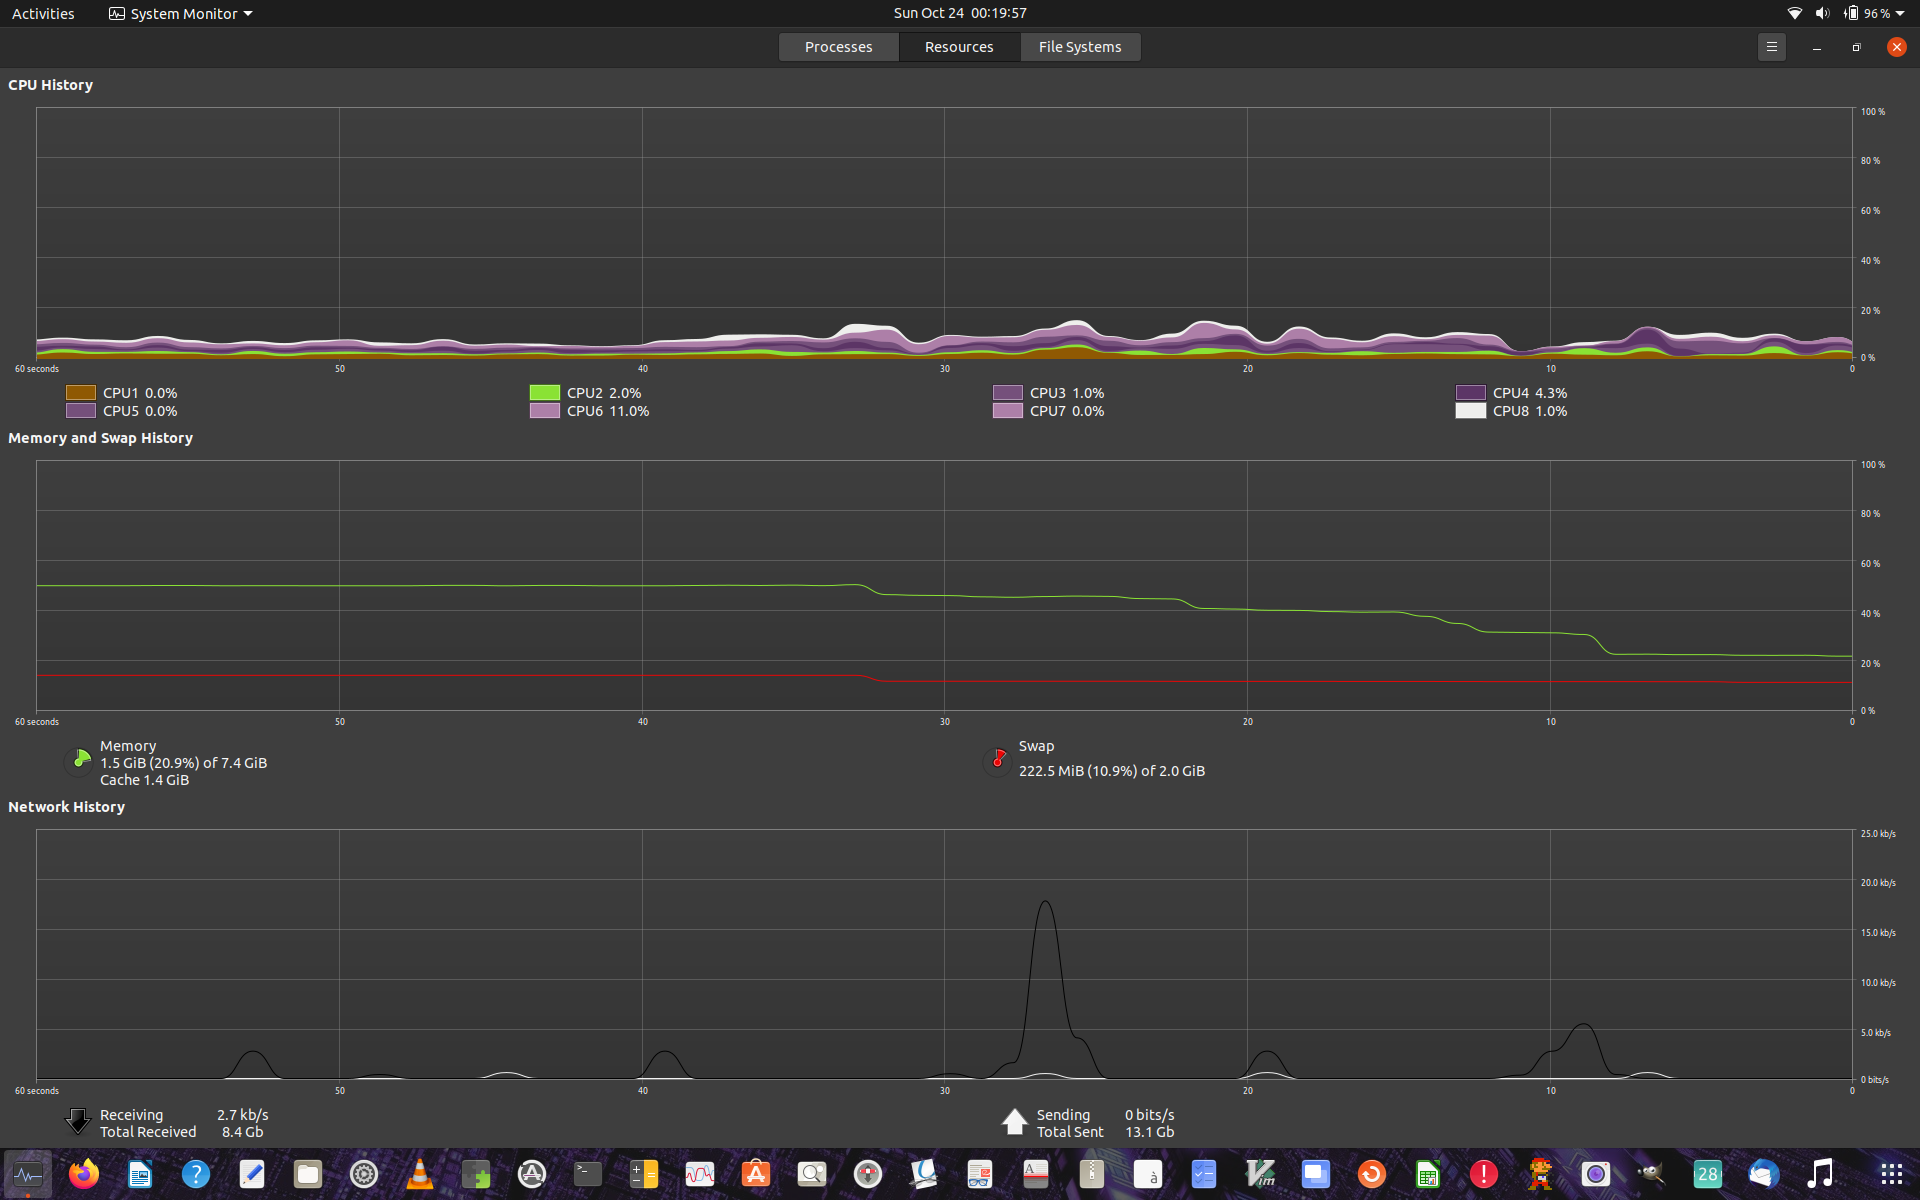 Activities System Monitor Sun Oct 24 00:19:57 96 %
Processes Resources File Systems
CPU History
100 %
80 %
60 %
40 %
20 %
0 %
60 seconds 50 40 30 20 10 0
CPU1 0.0% CPU2 2.0% CPU3 1.0% CPU4 4.3%
CPU5 0.0% CPU6 11.0% CPU7 0.0% CPU8 1.0%
Memory and Swap History
100 %
80 %
60 %
40 %
20 %
0 %
60 seconds 50 40 30 20 10 0
Memory Swap
1.5 GiB (20.9%) of 7.4 GiB 222.5 MiB (10.9%) of 2.0 GiB
Cache 1.4 GiB
Network History
25.0 kb/s
20.0 kb/s
15.0 kb/s
10.0 kb/s
5.0 kb/s
0 bits/s
60 seconds 50 40 30 20 10 0
Receiving 2.7 kb/s Sending 0 bits/s
Total Received 8.4 Gb Total Sent 13.1 Gb
? >_ A à Vim ! 28